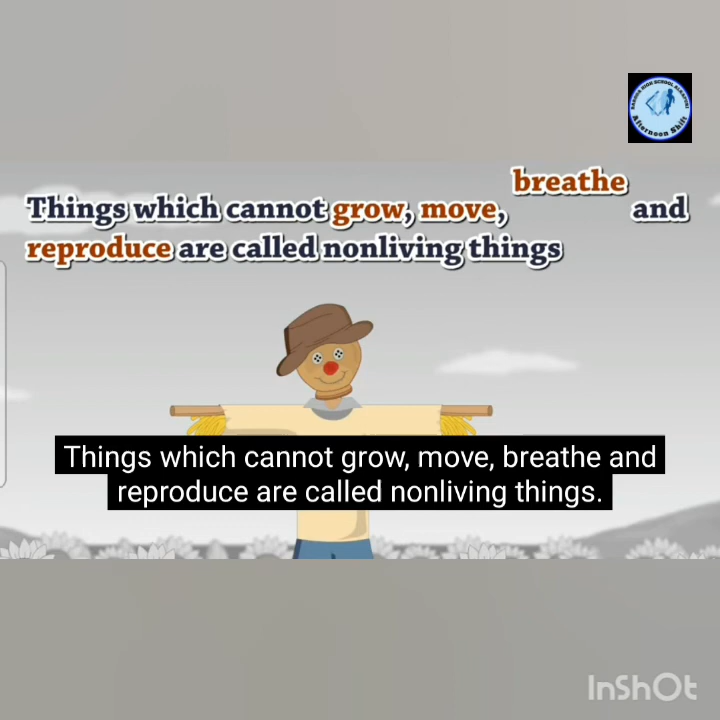 Things which cannot grow, move, breathe and
reproduce are called nonliving things
Things which cannot grow, move, breathe and
reproduce are called nonliving things.
Afternoon Shift
InShOt